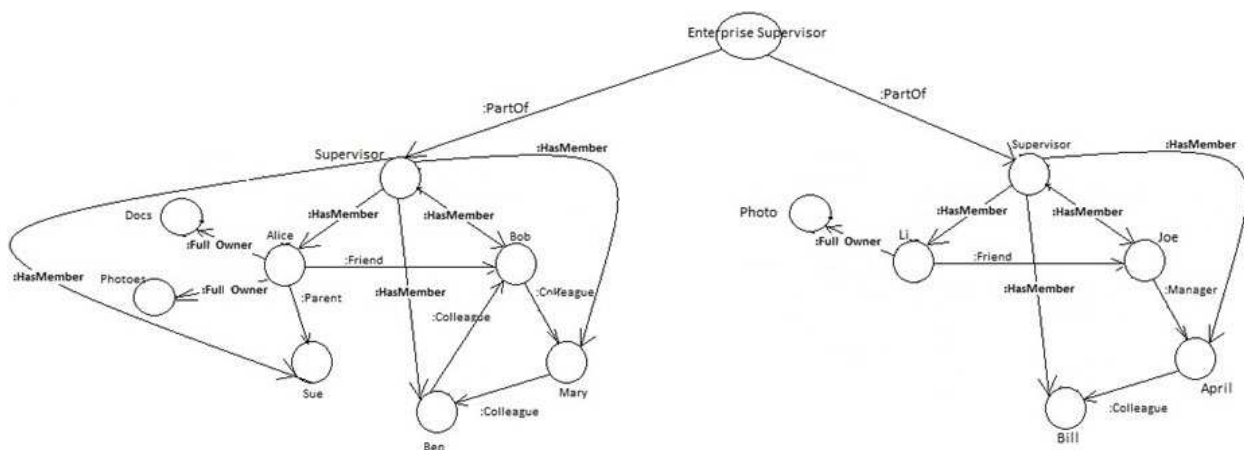 Enterprise Supervisor
:PartOf
:PartOf
Supervisor
:HasMember
Supervisor
:HasMember
Docs
:HasMember
:HasMember
Photo
:HasMember
:HasMember
Alice
Bob
:Full Owner
Li
Joe
:Full Owner
:Friend
:Friend
:HasMember
Photoes
:Full Owner
:Parent
:HasMember
:Colleague
:HasMember
:Manager
:Colleague
Sue
Mary
April
:Colleague
:Colleague
Ben
Bill